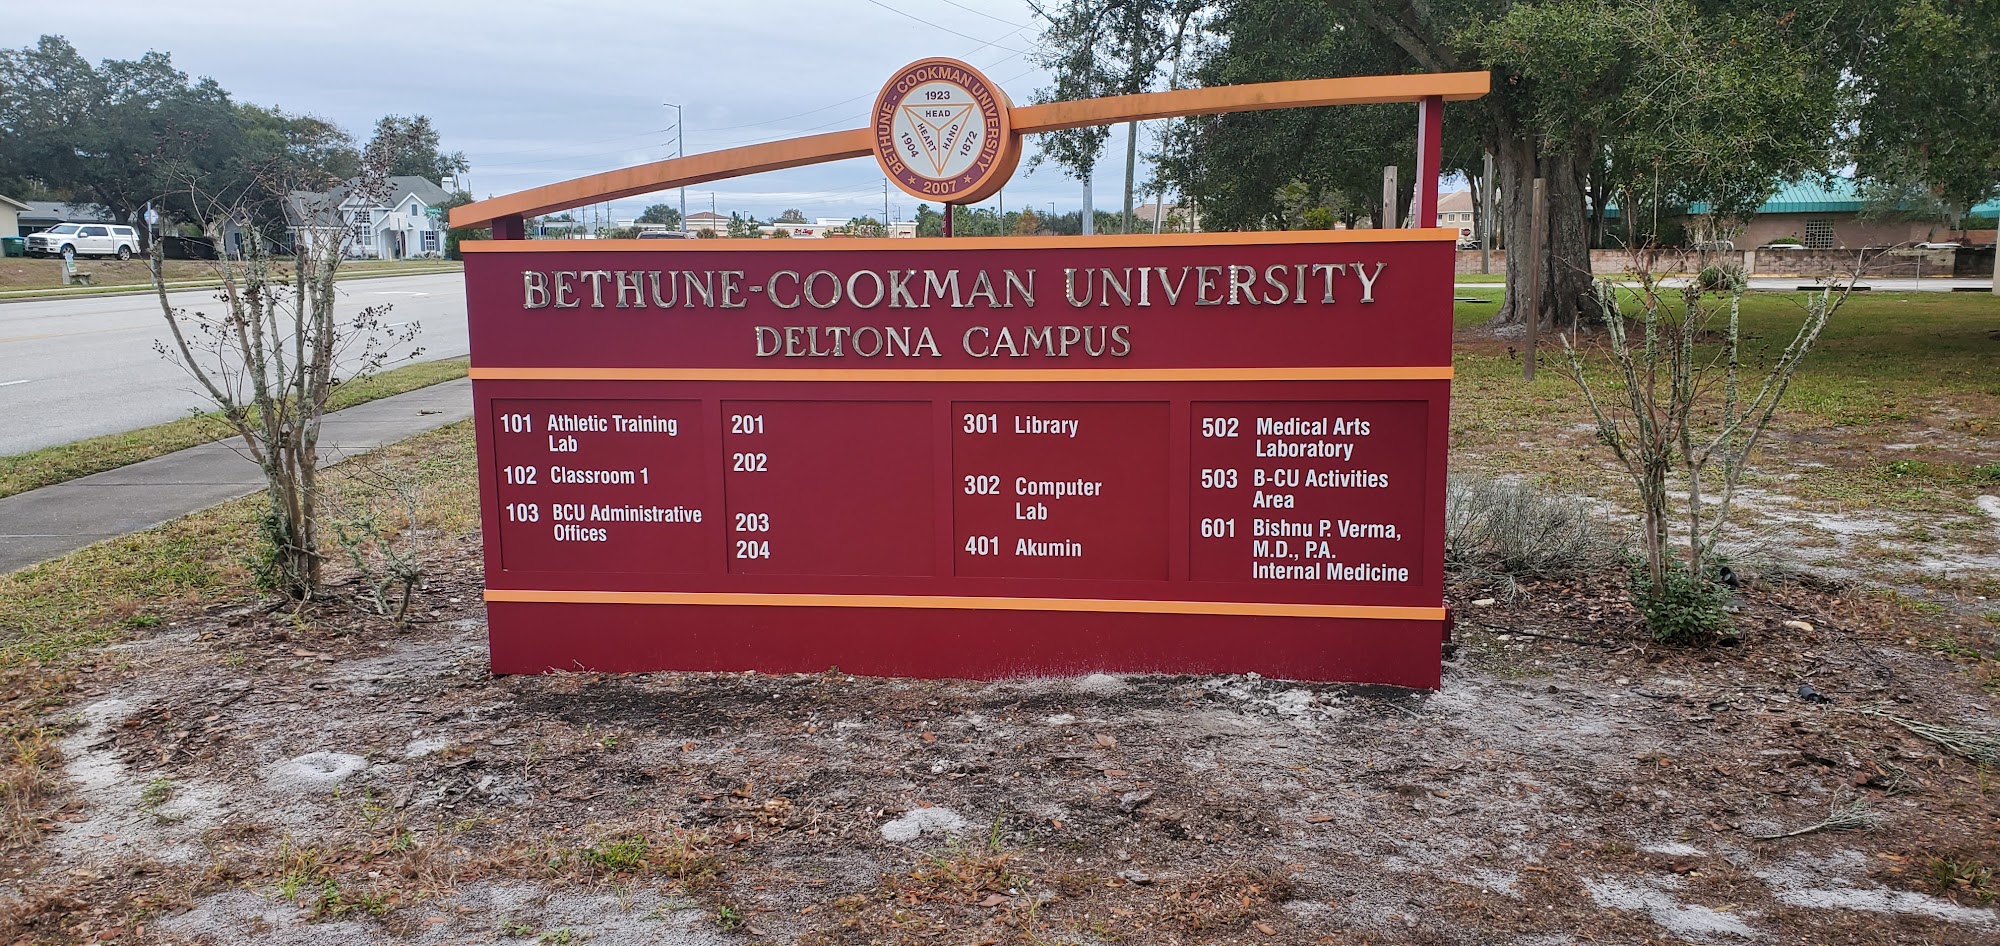 BETHUNE - COOKMAN UNIVERSITY
1923
HEAD
HEART
HAND
1904
1872
★ 2007 ★
BETHUNE-COOKMAN UNIVERSITY
DELTONA CAMPUS
101 Athletic Training
Lab
102 Classroom 1
103 BCU Administrative
Offices
201
202
203
204
301 Library
302 Computer
Lab
401 Akumin
502 Medical Arts
Laboratory
503 B-CU Activities
Area
601 Bishnu P. Verma,
M.D., P.A.
Internal Medicine